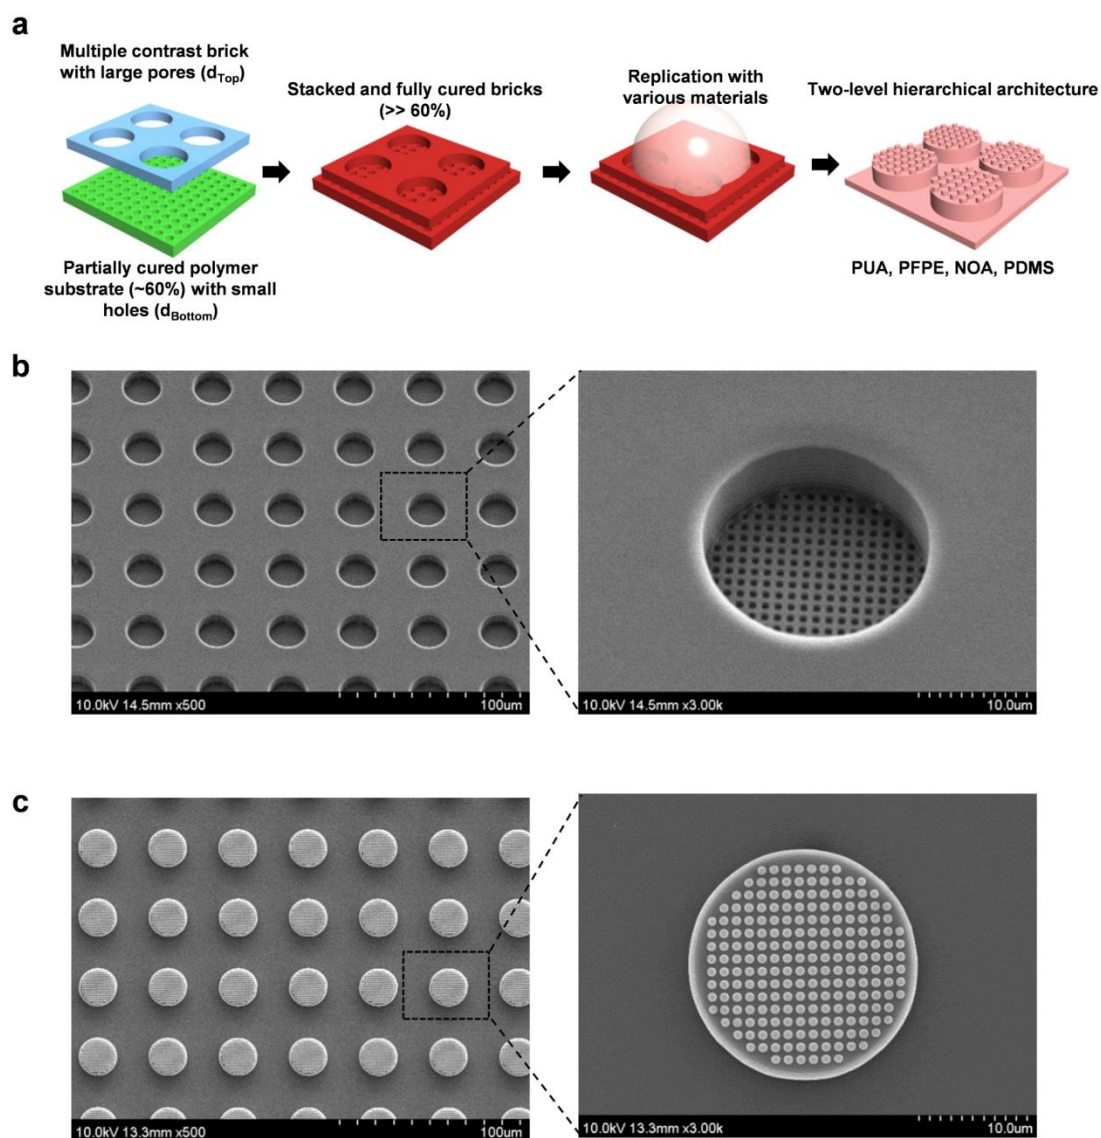 a
Multiple contrast brick
with large pores (dTop)
Stacked and fully cured bricks
(>> 60%)
Replication with
various materials
Two-level hierarchical architecture
Partially cured polymer
substrate (~60%) with small
holes (dBottom)
PUA, PFPE, NOA, PDMS
b
10.0kV 14.5mm x500
100um
10.0kV 14.5mm x3.00k
10.0um
c
10.0kV 13.3mm x500
100um
10.0kV 13.3mm x3.00k
10.0um